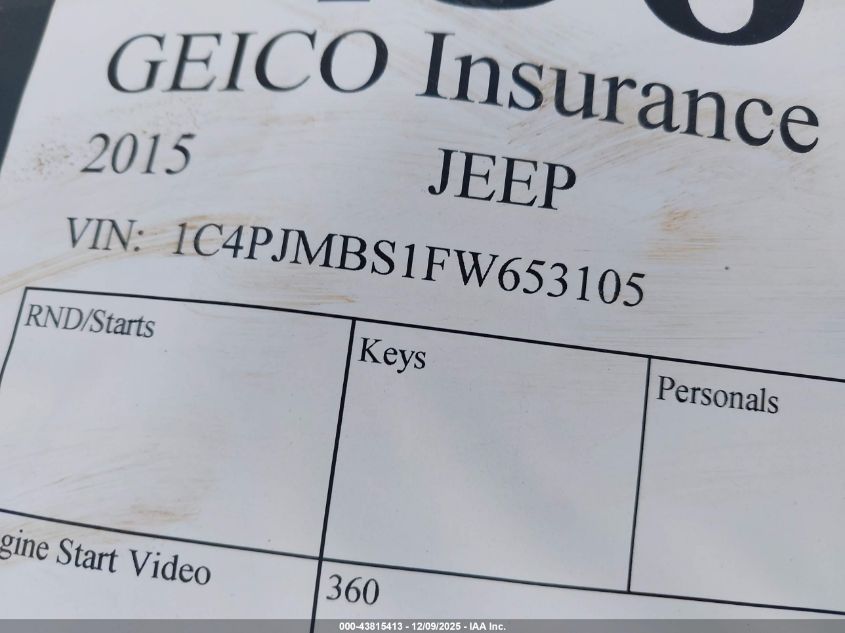 GEICO Insurance
2015 JEEP
VIN: 1C4PJMBS1FW653105
RND/Starts Keys Personals
gine Start Video 360
000-43815413 - 12/09/2025 - IAA Inc.